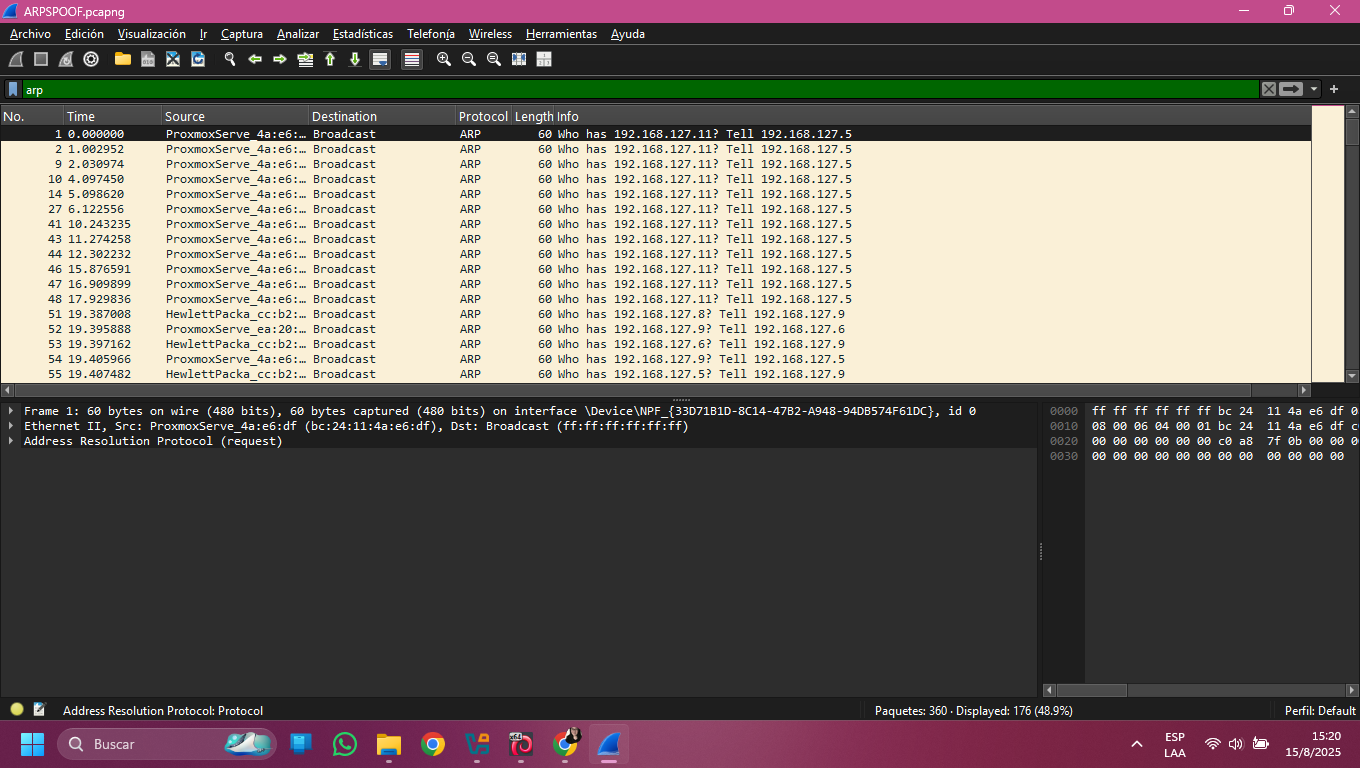 ARPSPOOF.pcapng
Archivo Edición Visualización Ir Captura Analizar Estadísticas Telefonía Wireless Herramientas Ayuda
arp
No. Time Source Destination Protocol Length Info
1 0.000000 ProxmoxServe_4a:e6:… Broadcast ARP 60 Who has 192.168.127.11? Tell 192.168.127.5
2 1.002952 ProxmoxServe_4a:e6:… Broadcast ARP 60 Who has 192.168.127.11? Tell 192.168.127.5
9 2.030974 ProxmoxServe_4a:e6:… Broadcast ARP 60 Who has 192.168.127.11? Tell 192.168.127.5
10 4.097450 ProxmoxServe_4a:e6:… Broadcast ARP 60 Who has 192.168.127.11? Tell 192.168.127.5
14 5.098620 ProxmoxServe_4a:e6:… Broadcast ARP 60 Who has 192.168.127.11? Tell 192.168.127.5
27 6.122556 ProxmoxServe_4a:e6:… Broadcast ARP 60 Who has 192.168.127.11? Tell 192.168.127.5
41 10.243235 ProxmoxServe_4a:e6:… Broadcast ARP 60 Who has 192.168.127.11? Tell 192.168.127.5
43 11.274258 ProxmoxServe_4a:e6:… Broadcast ARP 60 Who has 192.168.127.11? Tell 192.168.127.5
44 12.302232 ProxmoxServe_4a:e6:… Broadcast ARP 60 Who has 192.168.127.11? Tell 192.168.127.5
46 15.876591 ProxmoxServe_4a:e6:… Broadcast ARP 60 Who has 192.168.127.11? Tell 192.168.127.5
47 16.909899 ProxmoxServe_4a:e6:… Broadcast ARP 60 Who has 192.168.127.11? Tell 192.168.127.5
48 17.929836 ProxmoxServe_4a:e6:… Broadcast ARP 60 Who has 192.168.127.11? Tell 192.168.127.5
51 19.387008 HewlettPacka_cc:b2:… Broadcast ARP 60 Who has 192.168.127.8? Tell 192.168.127.9
52 19.395888 ProxmoxServe_ea:20:… Broadcast ARP 60 Who has 192.168.127.9? Tell 192.168.127.6
53 19.397166 HewlettPacka_cc:b2:… Broadcast ARP 60 Who has 192.168.127.6? Tell 192.168.127.9
54 19.405966 ProxmoxServe_4a:e6:… Broadcast ARP 60 Who has 192.168.127.9? Tell 192.168.127.5
55 19.407482 HewlettPacka_cc:b2:… Broadcast ARP 60 Who has 192.168.127.5? Tell 192.168.127.9
Frame 1: 60 bytes on wire (480 bits), 60 bytes captured (480 bits) on interface \Device\NPF_{33D71B1D-8C14-47B2-A948-94DB574F61DC}, id 0
Ethernet II, Src: ProxmoxServe_4a:e6:df (bc:24:11:4a:e6:df), Dst: Broadcast (ff:ff:ff:ff:ff:ff)
Address Resolution Protocol (request)
0000 ff ff ff ff ff ff bc 24 11 4a e6 df
0010 08 00 06 04 00 01 bc 24 11 4a e6 df
0020 00 00 00 00 00 00 c0 a8 7f 0b 00 00
0030 00 00 00 00 00 00 00 00 00 00 00 00
Address Resolution Protocol: Protocol
Paquetes: 360 · Displayed: 176 (48.9%)
Perfil: Default
Buscar
ESP
LAA
15:20
15/8/2025